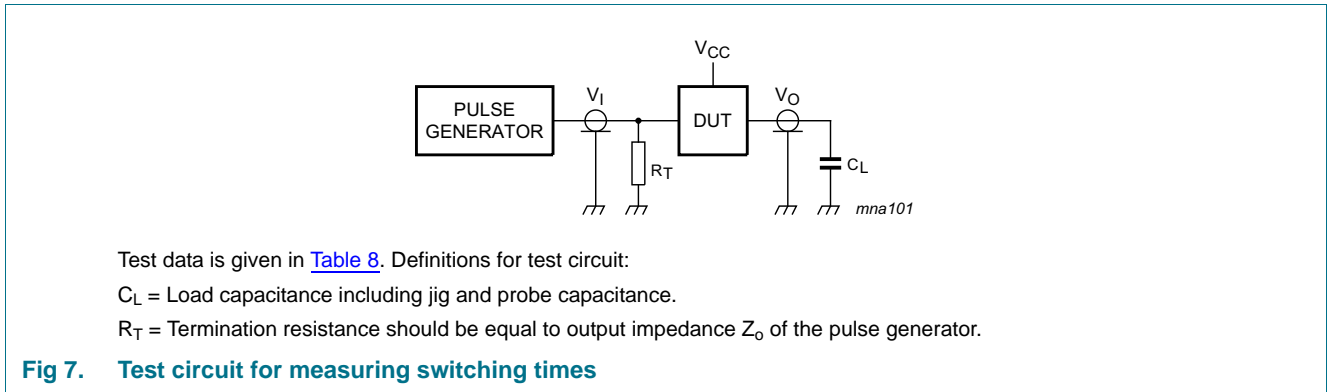 VCC
PULSE
GENERATOR
VI
DUT
VO
RT
CL
mna101
Test data is given in Table 8. Definitions for test circuit:
CL = Load capacitance including jig and probe capacitance.
RT = Termination resistance should be equal to output impedance Zo of the pulse generator.
Fig 7. Test circuit for measuring switching times